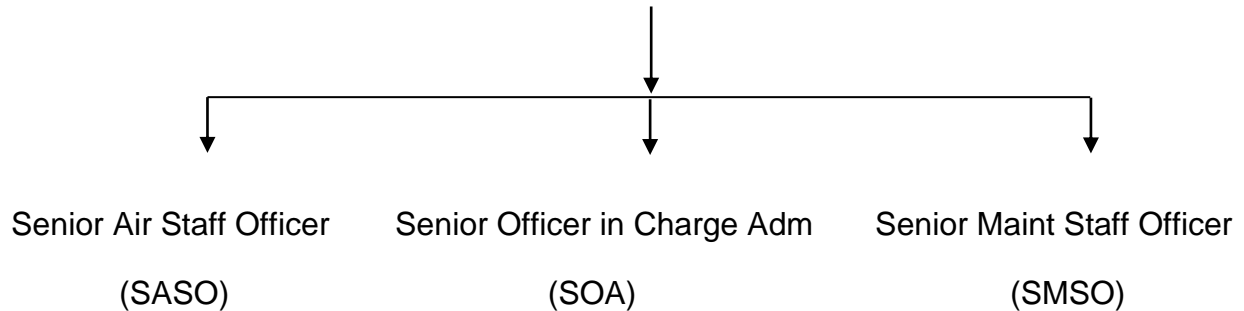 Senior Air Staff Officer Senior Officer in Charge Adm Senior Maint Staff Officer
(SASO) (SOA) (SMSO)